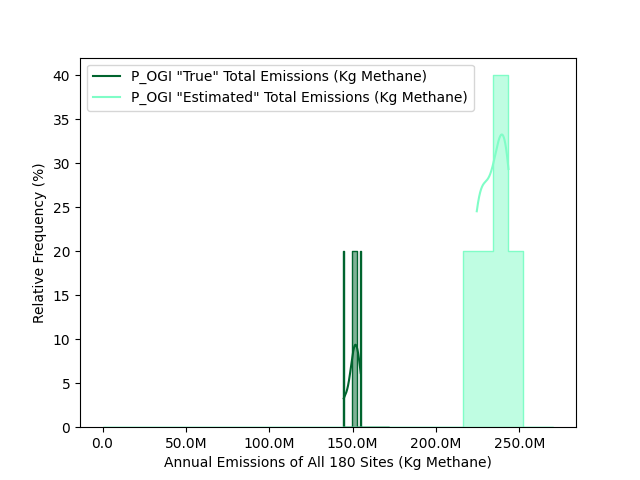 P_OGI "True" Total Emissions (Kg Methane)
P_OGI "Estimated" Total Emissions (Kg Methane)
40
35
30
25
20
15
10
5
0
Relative Frequency (%)
0.0 50.0M 100.0M 150.0M 200.0M 250.0M
Annual Emissions of All 180 Sites (Kg Methane)